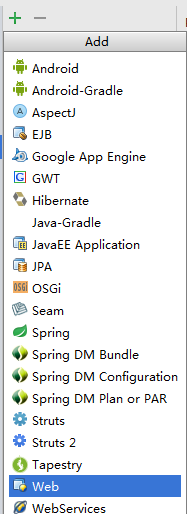 Add
Android
Android-Gradle
AspectJ
EJB
Google App Engine
GWT
Hibernate
Java-Gradle
JavaEE Application
JPA
OSGi
Seam
Spring
Spring DM Bundle
Spring DM Configuration
Spring DM Plan or PAR
Struts
Struts 2
Tapestry
Web
WebServices